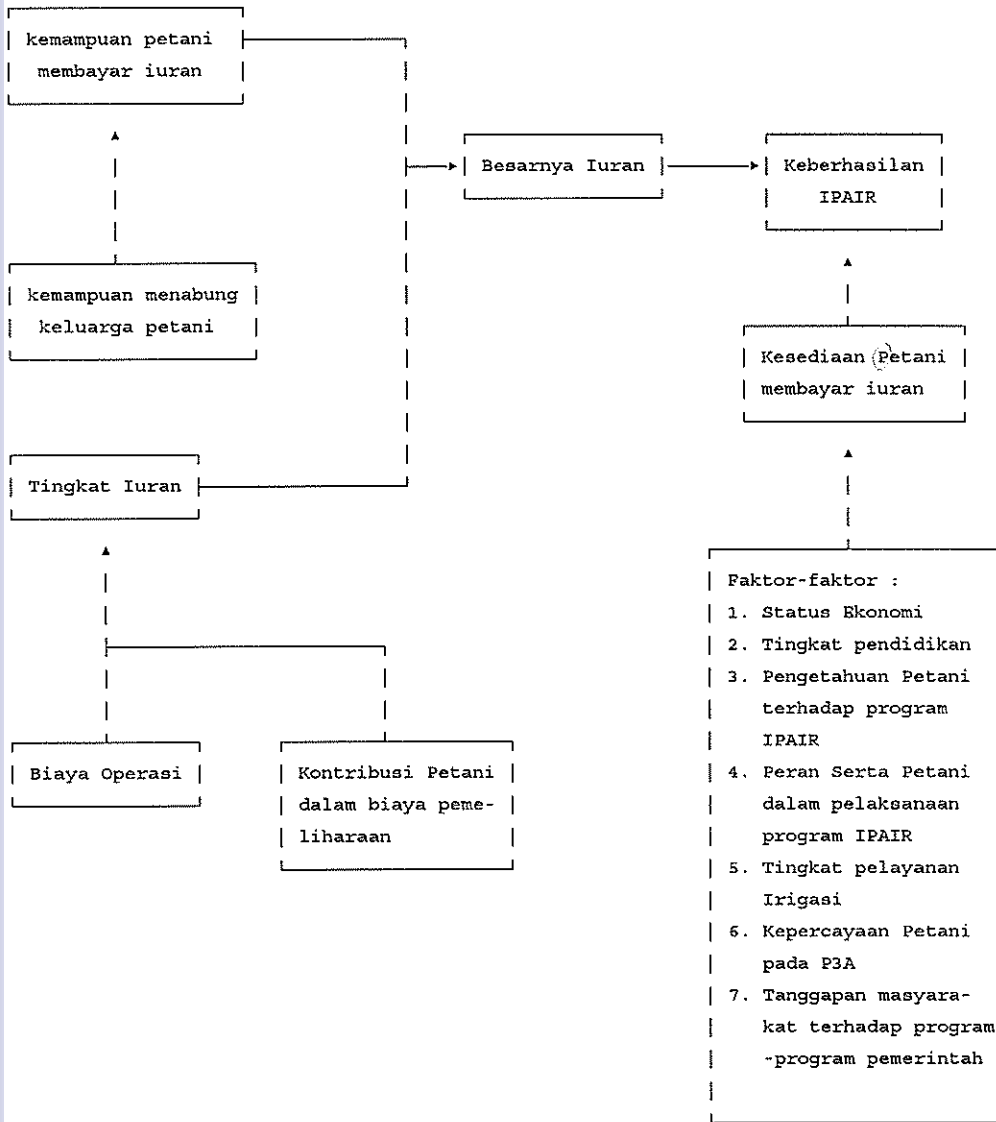 kemampuan petani
membayar iuran
Besarnya Iuran
Keberhasilan
IPAIR
kemampuan menabung
keluarga petani
Kesediaan Petani
membayar iuran
Tingkat Iuran
Biaya Operasi
Kontribusi Petani
dalam biaya peme-
liharaan
Faktor-faktor :
1. Status Ekonomi
2. Tingkat pendidikan
3. Pengetahuan Petani
terhadap program
IPAIR
4. Peran Serta Petani
dalam pelaksanaan
program IPAIR
5. Tingkat pelayanan
Irigasi
6. Kepercayaan Petani
pada P3A
7. Tanggapan masyara-
kat terhadap program
-program pemerintah